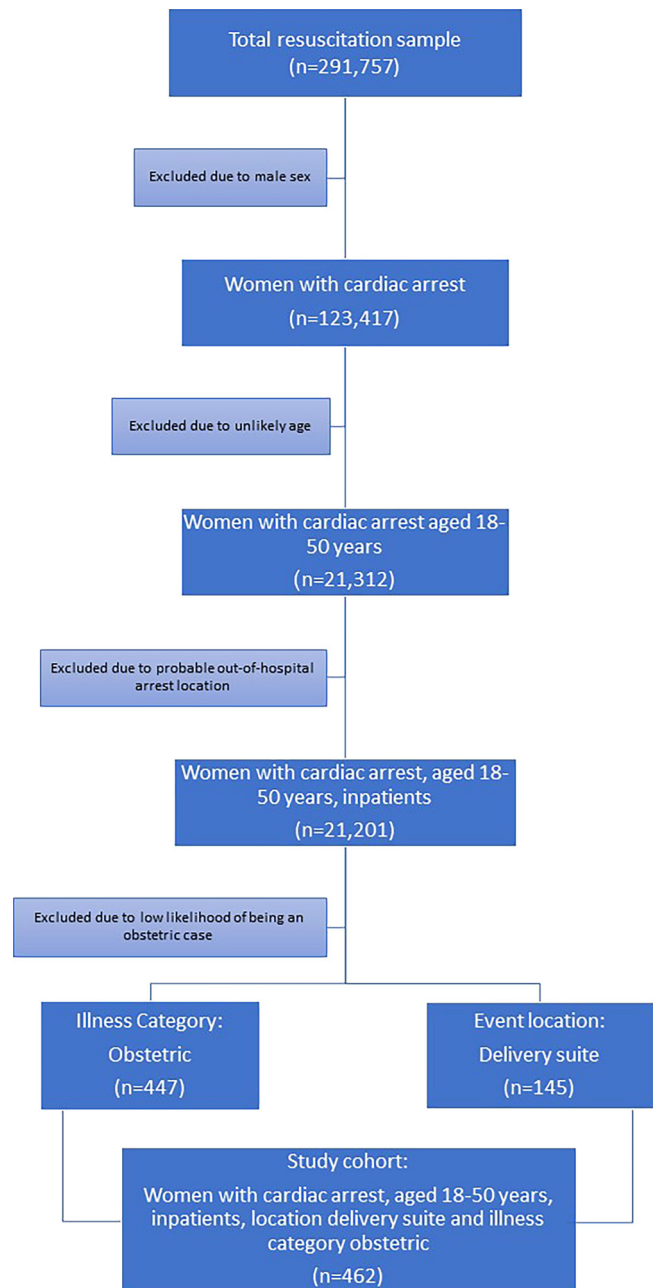 Total resuscitation sample
(n=291,757)
Excluded due to male sex
Women with cardiac arrest
(n=123,417)
Excluded due to unlikely age
Women with cardiac arrest aged 18-
50 years
(n=21,312)
Excluded due to probable out-of-hospital
arrest location
Women with cardiac arrest, aged 18-
50 years, inpatients
(n=21,201)
Excluded due to low likelihood of being an
obstetric case
Illness Category:
Obstetric
(n=447)
Event location:
Delivery suite
(n=145)
Study cohort:
Women with cardiac arrest, aged 18-50 years,
inpatients, location delivery suite and illness
category obstetric
(n=462)